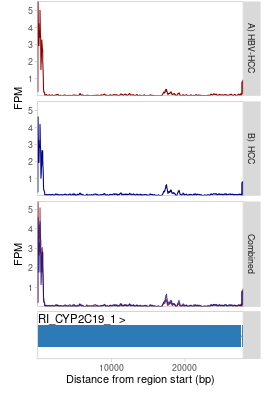 5
4
3
2
1
FPM
A) HBV-HCC
5
4
3
2
1
B) HCC
5
4
3
2
1
FPM
Combined
RI_CYP2C19_1 >
10000 20000
Distance from region start (bp)